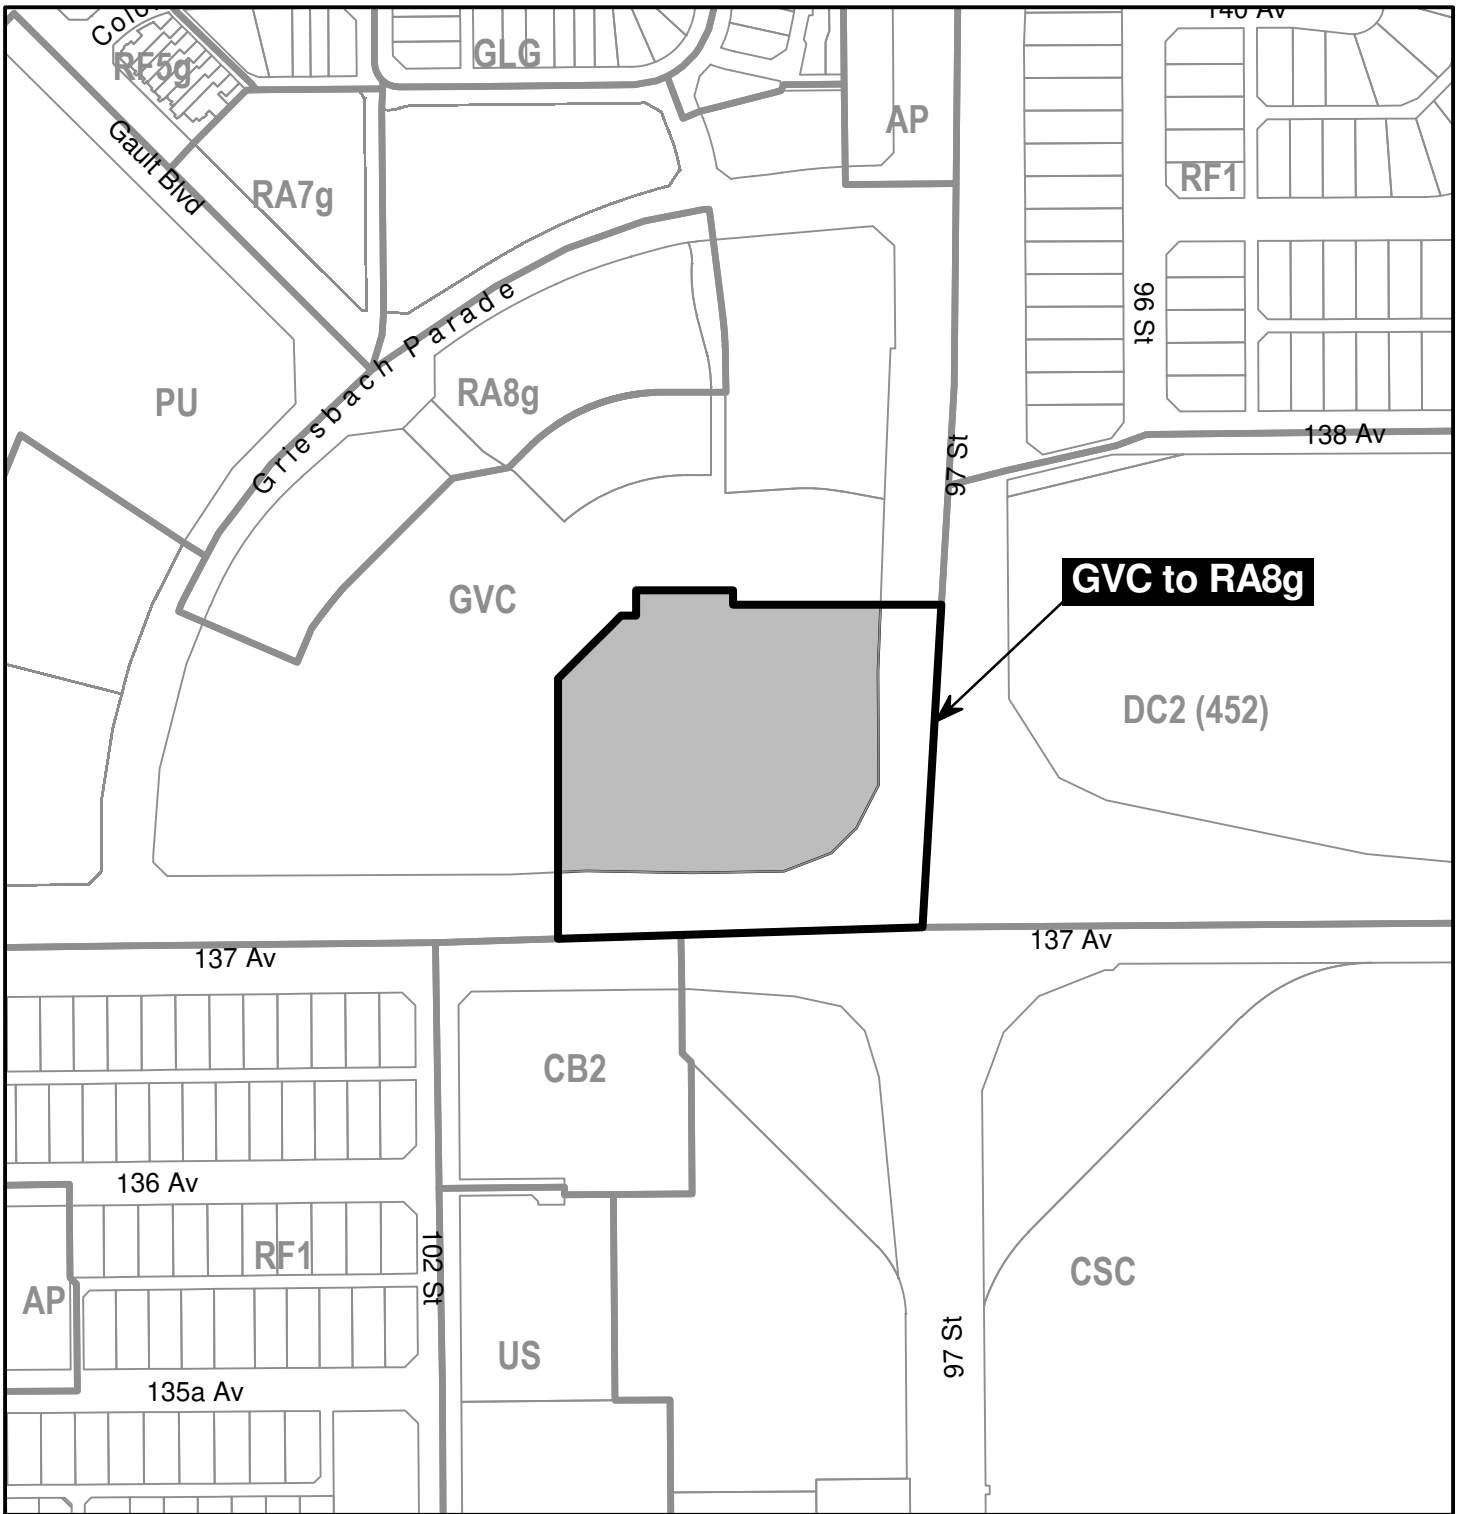 140 Av
GLG
RF5g
AP
Gault Blvd
RF1
RA7g
Griesbach Parade
96 St
RA8g
PU
138 Av
97 St
GVC to RA8g
GVC
DC2 (452)
137 Av
137 Av
CB2
136 Av
RF1
102 St
CSC
AP
97 St
US
135a Av